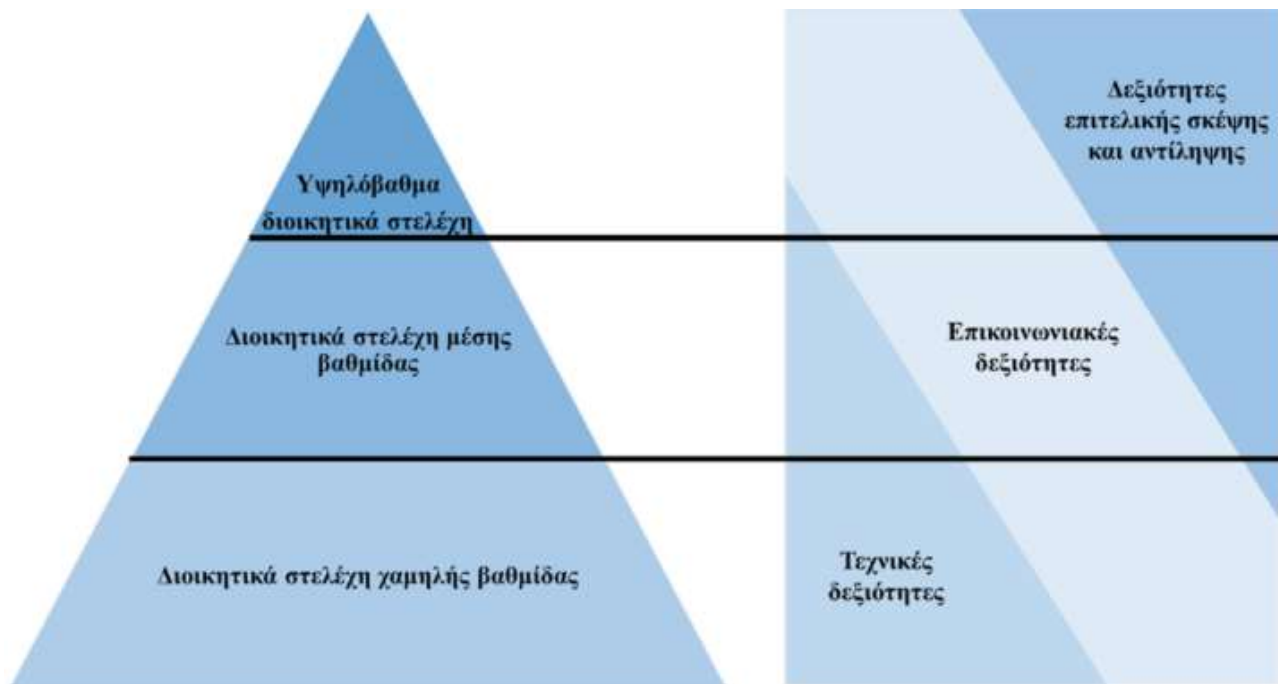 Δεξιότητες
επιτελικής σκέψης
και αντίληψης
Υψηλόβαθμα
διοικητικά στελέχη
Διοικητικά στελέχη μέσης
βαθμίδας
Επικοινωνιακές
δεξιότητες
Διοικητικά στελέχη χαμηλής βαθμίδας
Τεχνικές
δεξιότητες